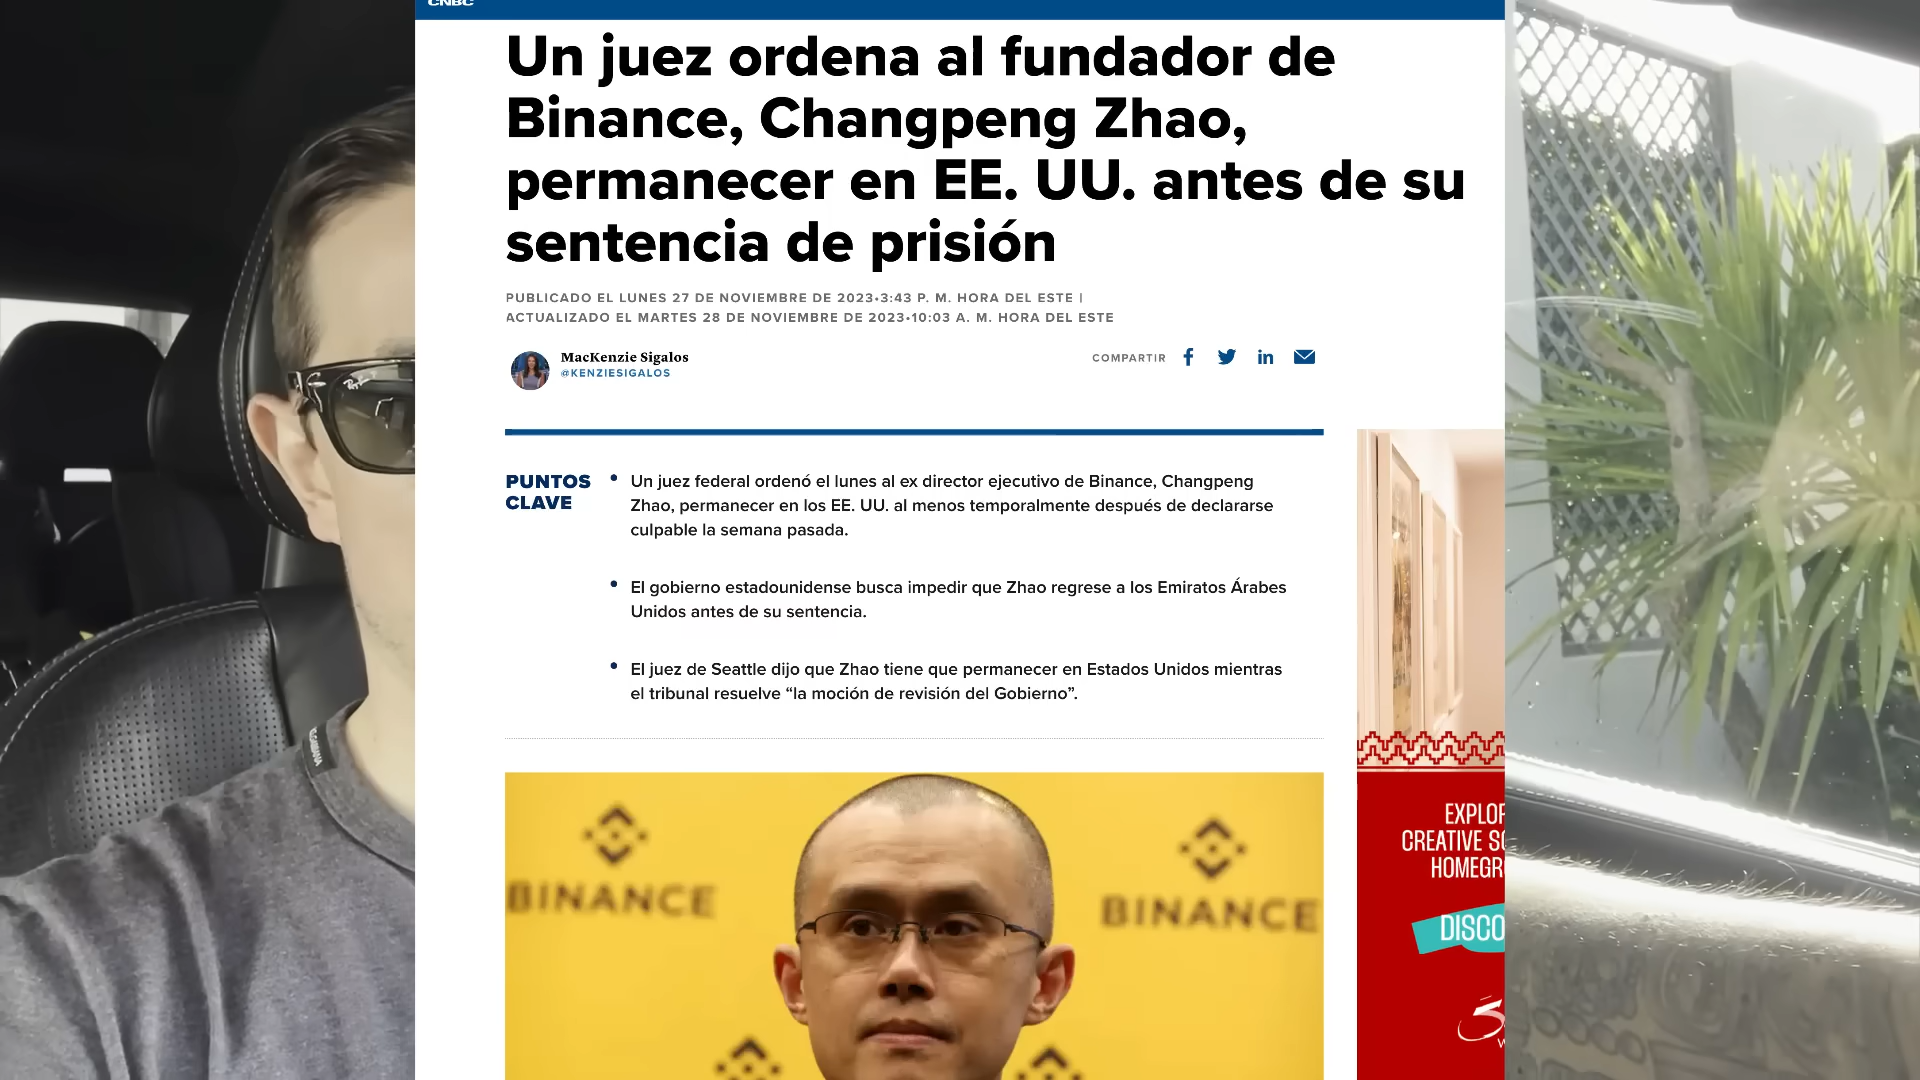 CNBC
Un juez ordena al fundador de
Binance, Changpeng Zhao,
permanecer en EE. UU. antes de su
sentencia de prisión
PUBLICADO EL LUNES 27 DE NOVIEMBRE DE 2023•3:43 P. M. HORA DEL ESTE |
ACTUALIZADO EL MARTES 28 DE NOVIEMBRE DE 2023•10:03 A. M. HORA DEL ESTE
MacKenzie Sigalos
@KENZIESIGALOS
COMPARTIR
PUNTOS
CLAVE
Un juez federal ordenó el lunes al ex director ejecutivo de Binance, Changpeng
Zhao, permanecer en los EE. UU. al menos temporalmente después de declararse
culpable la semana pasada.
El gobierno estadounidense busca impedir que Zhao regrese a los Emiratos Árabes
Unidos antes de su sentencia.
El juez de Seattle dijo que Zhao tiene que permanecer en Estados Unidos mientras
el tribunal resuelve “la moción de revisión del Gobierno”.
BINANCE
BINANCE
Ray-Ban
EXPLOR
CREATIVE SO
HOMEGR
DISCO